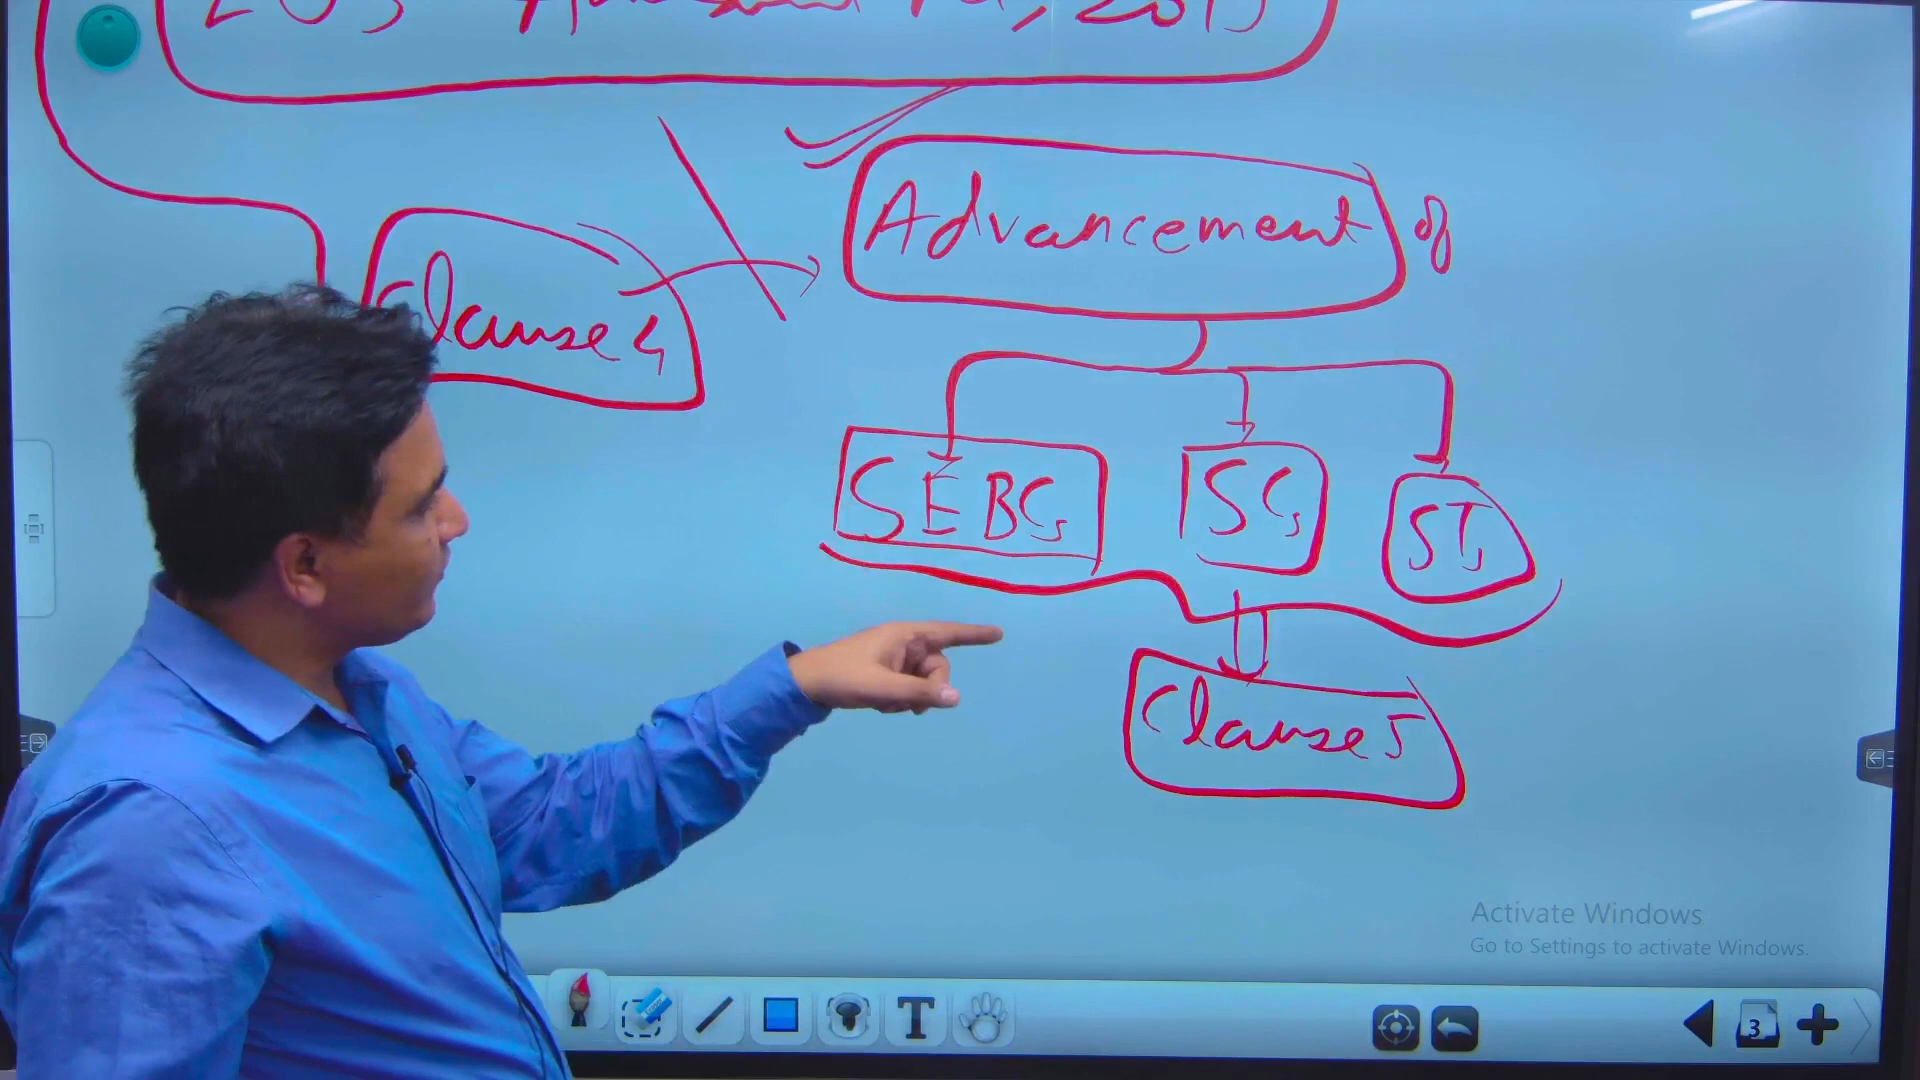 Advancement of
Clause 4
SEBCs SCs STs
Clause 5
Activate Windows
Go to Settings to activate Windows.
T
3